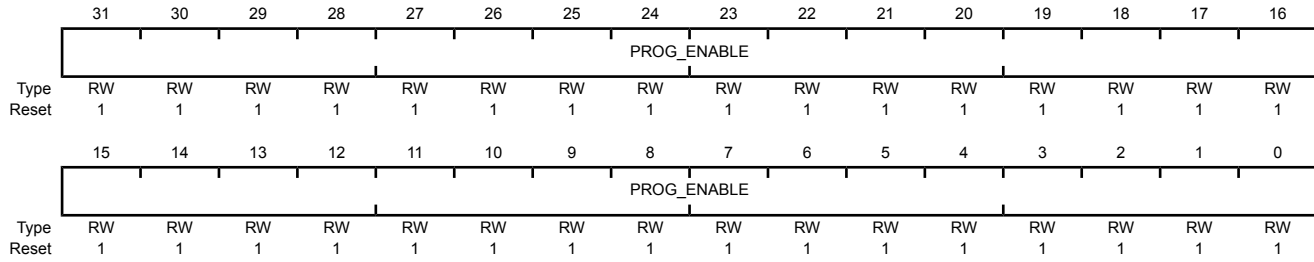 31 30 29 28 27 26 25 24 23 22 21 20 19 18 17 16
PROG_ENABLE
Type RW RW RW RW RW RW RW RW RW RW RW RW RW RW RW RW
Reset 1 1 1 1 1 1 1 1 1 1 1 1 1 1 1 1
15 14 13 12 11 10 9 8 7 6 5 4 3 2 1 0
PROG_ENABLE
Type RW RW RW RW RW RW RW RW RW RW RW RW RW RW RW RW
Reset 1 1 1 1 1 1 1 1 1 1 1 1 1 1 1 1